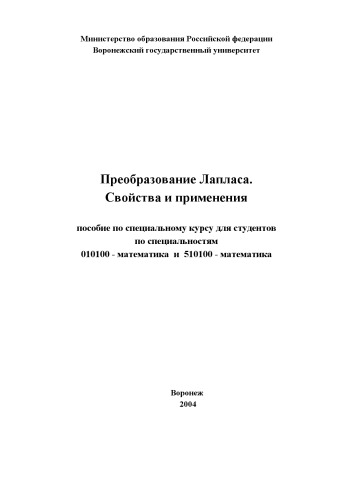 Министерство образования Российской федерации
Воронежский государственный университет
Преобразование Лапласа.
Свойства и применения
пособие по специальному курсу для студентов
по специальностям
010100 - математика и 510100 - математика
Воронеж
2004